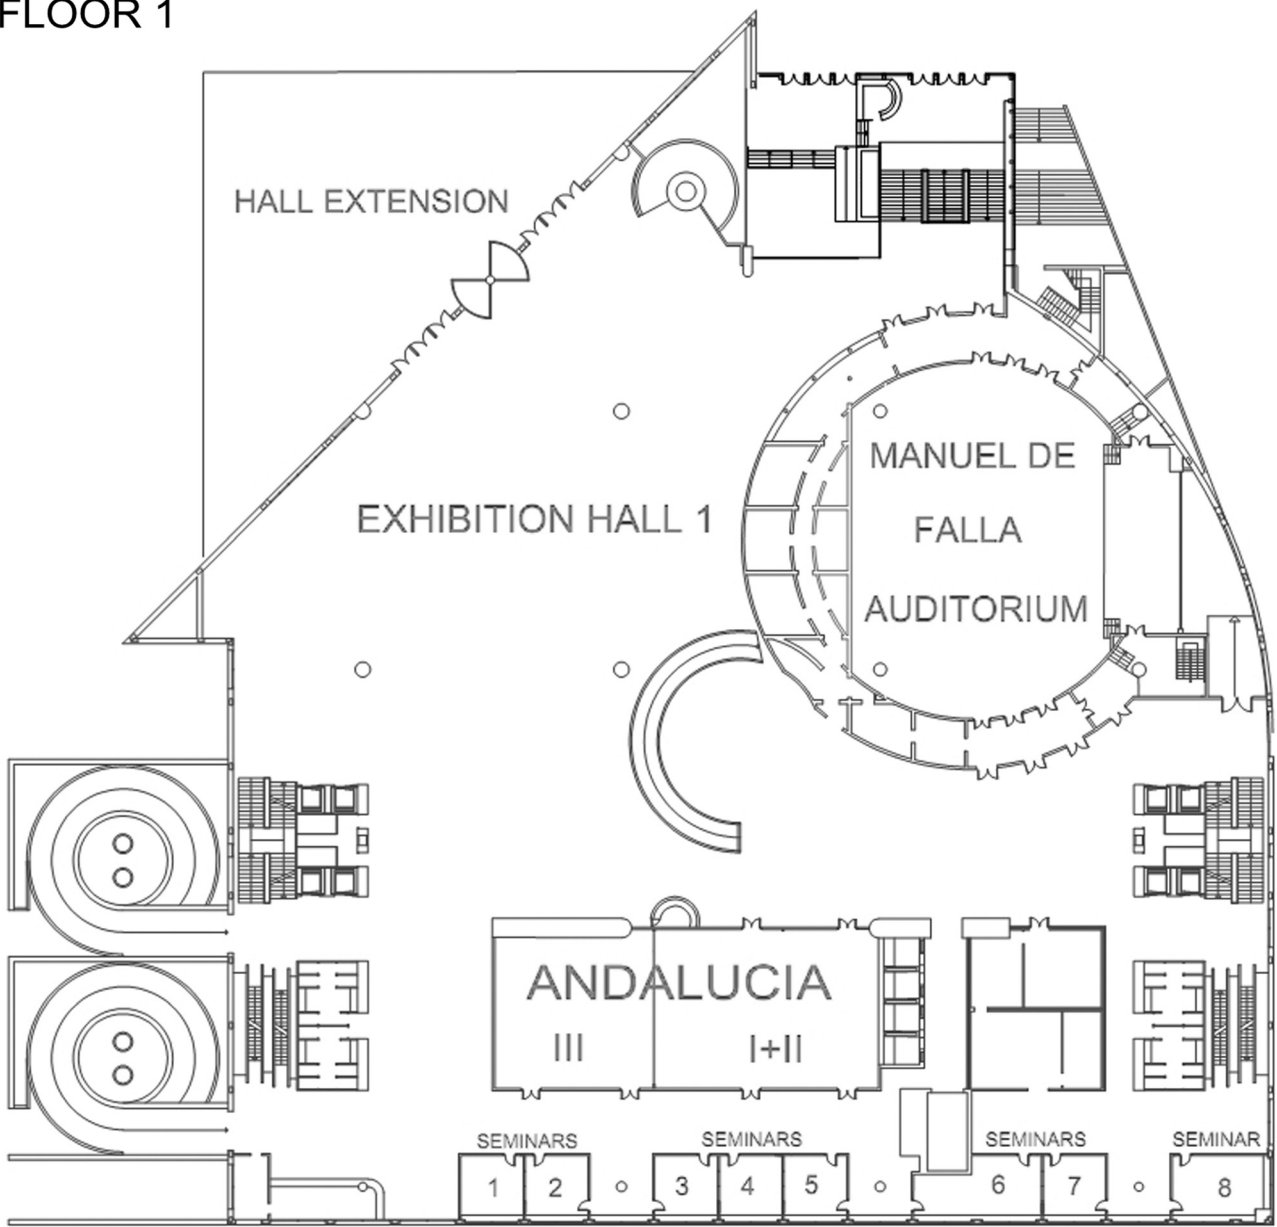 FLOOR 1
HALL EXTENSION
MANUEL DE
EXHIBITION HALL 1
FALLA
AUDITORIUM
ANDALUCIA
III
I+II
SEMINARS
SEMINARS
SEMINARS
SEMINAR
1
2
3
4
5
6
7
8